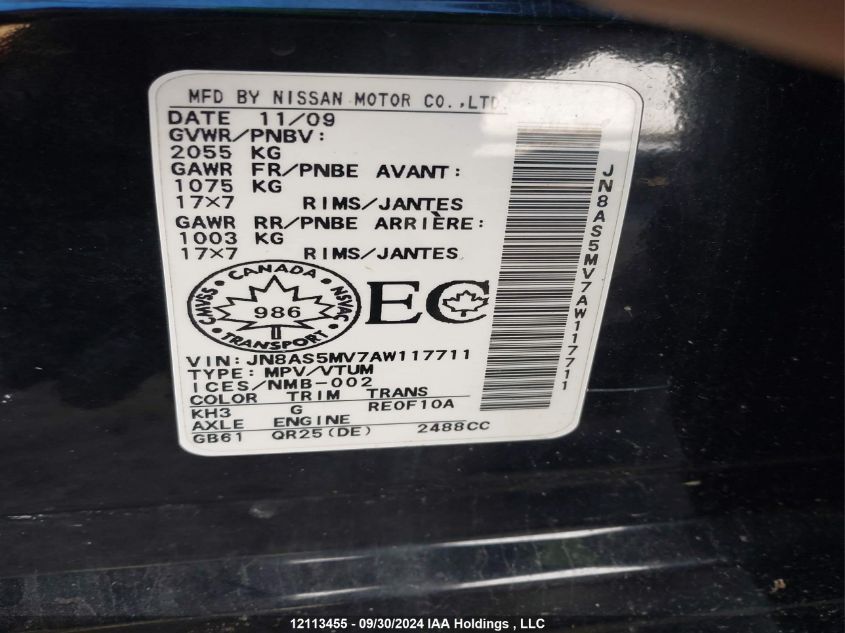 MFD BY NISSAN MOTOR CO.,LTD.
DATE 11/09
GVWR/PNBV:
2055 KG
GAWR FR/PNBE AVANT:
1075 KG
17×7 RIMS/JANTES
GAWR RR/PNBE ARRIÈRE:
1003 KG
17×7 RIMS/JANTES
CANADA
CMVSS 986 NSVAC
TRANSPORT
EC
VIN:JN8AS5MV7AW117711
TYPE:MPV/VTUM
ICES/NMB-002
COLOR TRIM TRANS
KH3 G RE0F10A
AXLE ENGINE
GB61 QR25(DE) 2488CC
JN8AS5MV7AW117711
12113455 - 09/30/2024 IAA Holdings , LLC